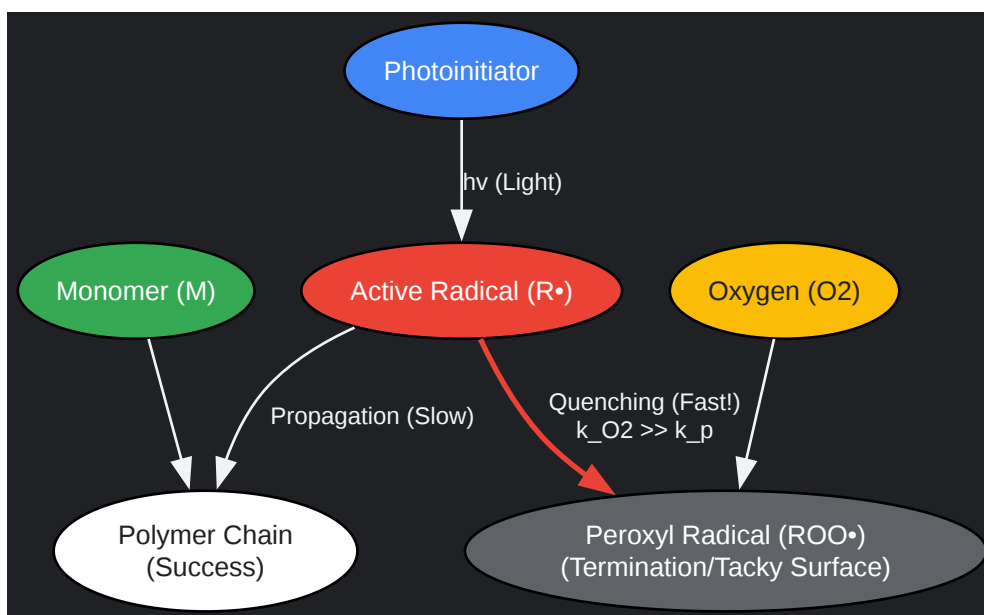 Photoinitiator
hv (Light)
Monomer (M)
Active Radical (R•)
Oxygen (O2)
Propagation (Slow)
Quenching (Fast!)
k_O2 >> k_p
Polymer Chain
(Success)
Peroxyl Radical (ROO•)
(Termination/Tacky Surface)